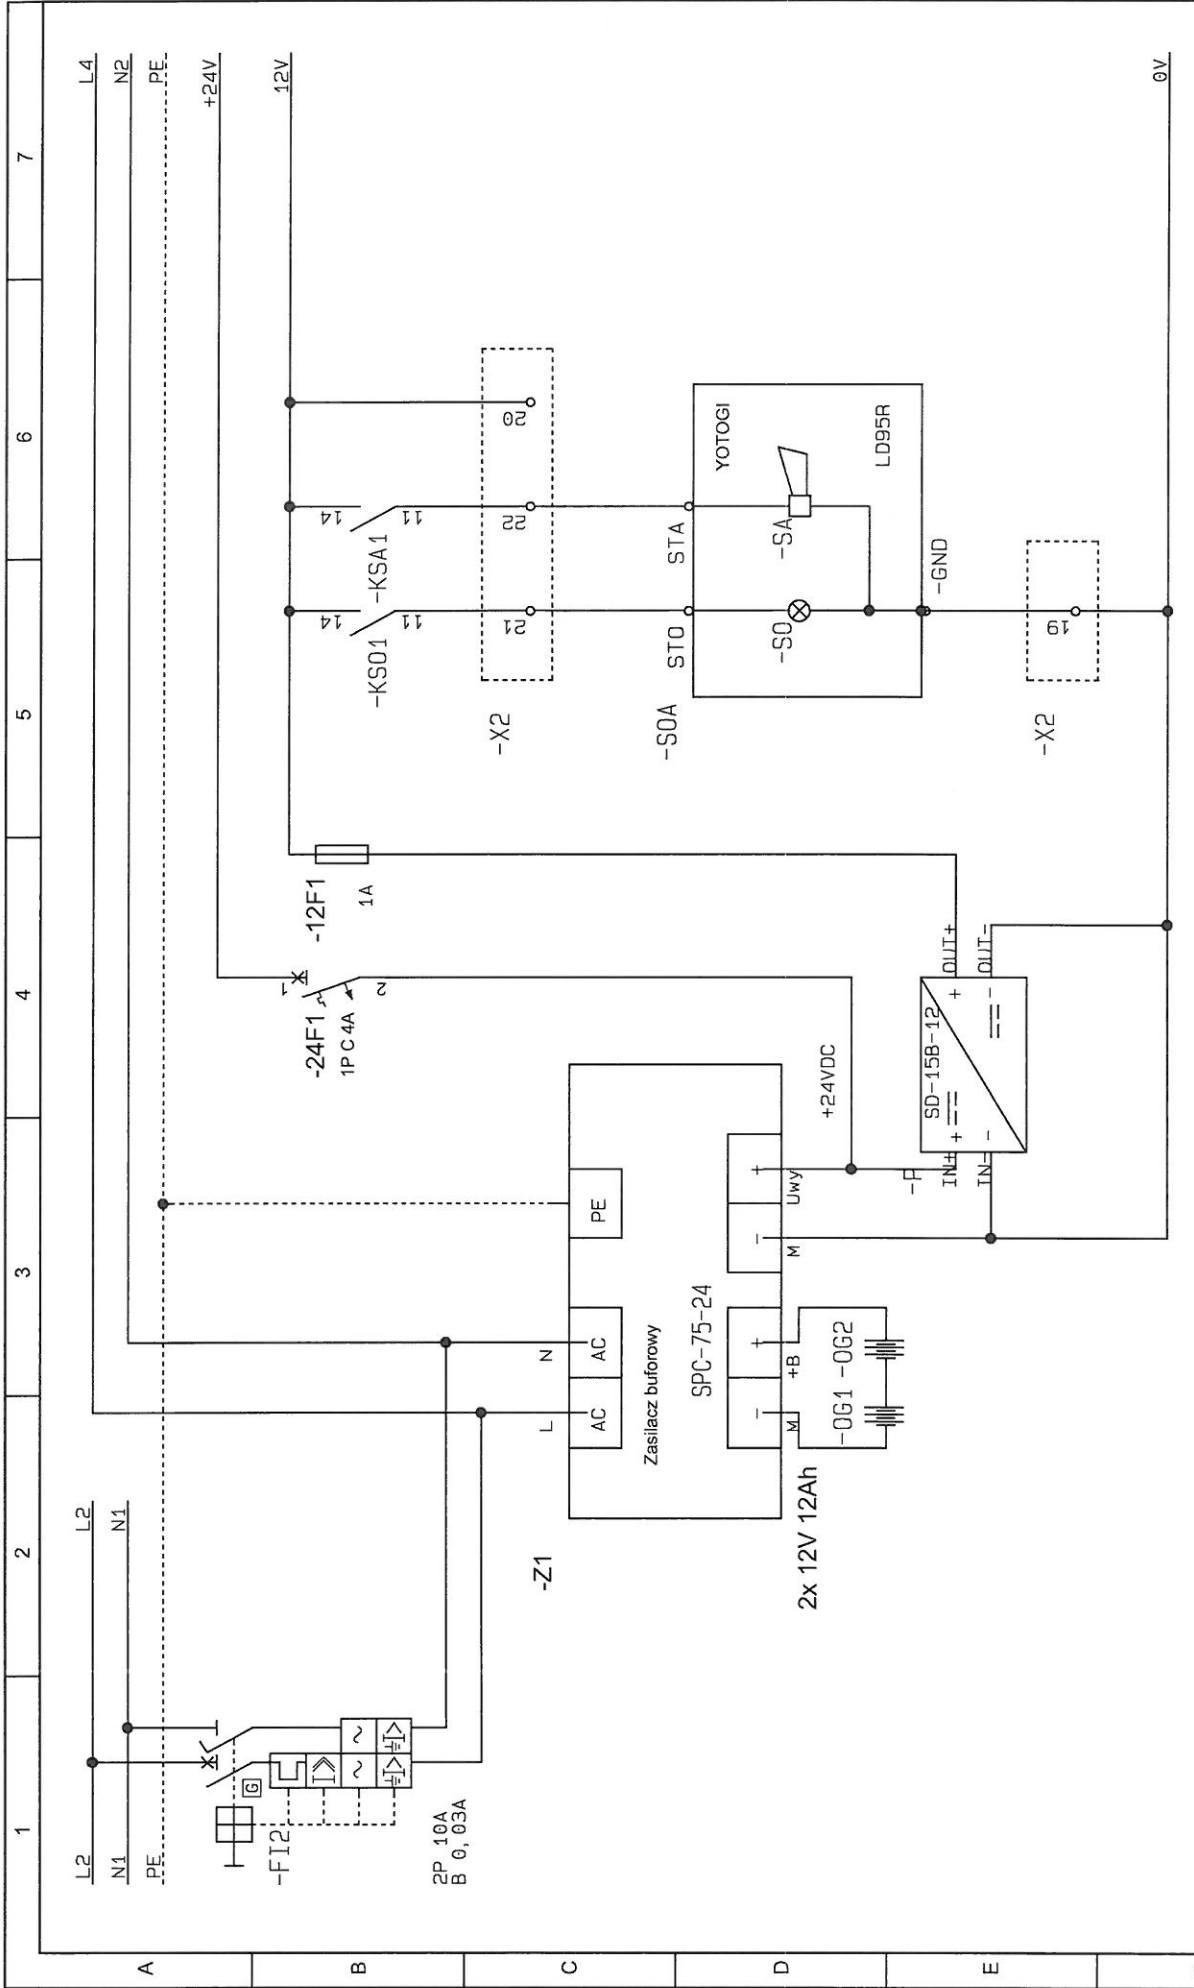 1 2 3 4 5 6 7
A
B
C
D
E
L2
N1
PE
L2
N1
L4
N2
PE
+24V
12V
0V
-FI2
G
2P 10A
B 0,03A
-Z1
L
N
AC
AC
PE
Zasilacz buforowy
SPC-75-24
-
+
-
+
M
+B
M
Uwy
2x 12V 12Ah
-OG1
-OG2
+24VDC
-24F1
1P C 4A
1
2
-12F1
1A
-P
IN+
IN-
+
-
SD-15B-12
+
-
OUT+
OUT-
-KSO1
14
11
-KSA1
14
11
-X2
21
22
20
-SOA
STO
STA
YOTOGI
LD95R
-SO
-SA
-GND
-X2
19